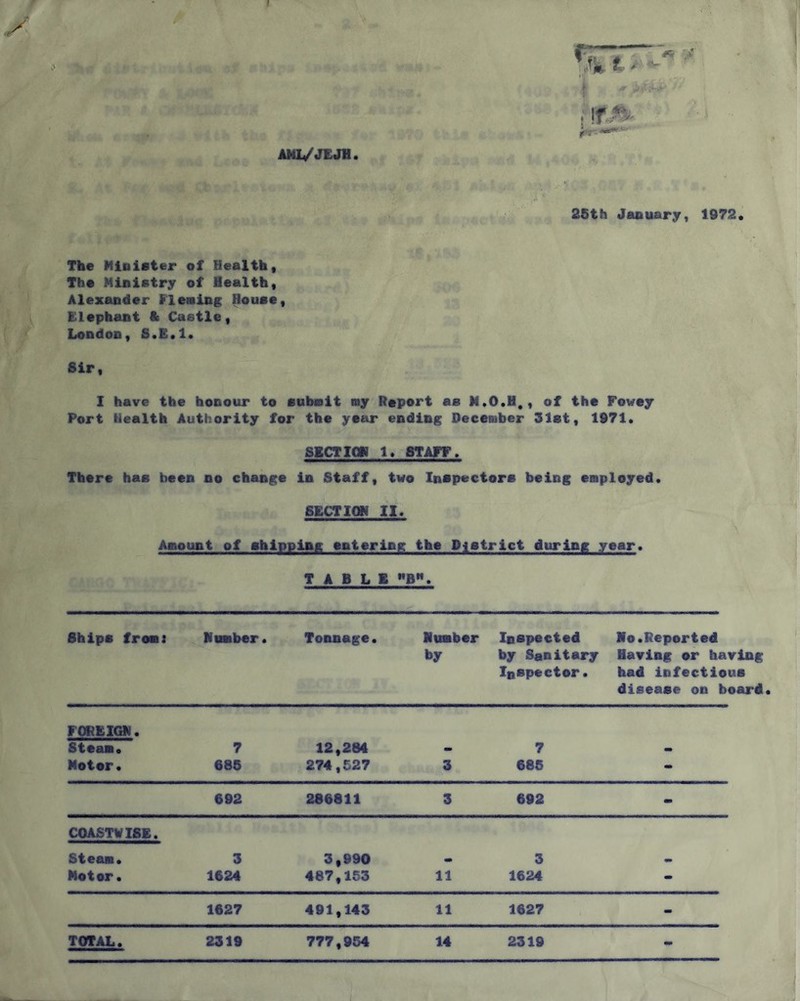 AML/JEJH.
25th January, 1972.
The Minister of Health,
The Ministry of Health,
Alexander Fleming House,
Elephant & Castle,
London, S.E.1.
Sir,
I have the honour to submit my Report as M.O.H., of the Fowey
Port Health Authority for the year ending December 31st, 1971.
SECTION 1. STAFF.
There has been no change in Staff, two Inspectors being employed.
SECTION II.
Amount of shipping entering the District during year.
T A B L E "B".
Ships from: Number. Tonnage. Number Inspected No.Reported
by by Sanitary Having or having
Inspector. had infectious
disease on board.
FOREIGN.
Steam. 7 12,284 - 7 -
Motor. 685 274,527 3 685 -
692 286811 3 692 -
COASTWISE.
Steam. 3 3,990 - 3 -
Motor. 1624 487,153 11 1624 -
1627 491,143 11 1627 -
TOTAL. 2319 777,954 14 2319 -